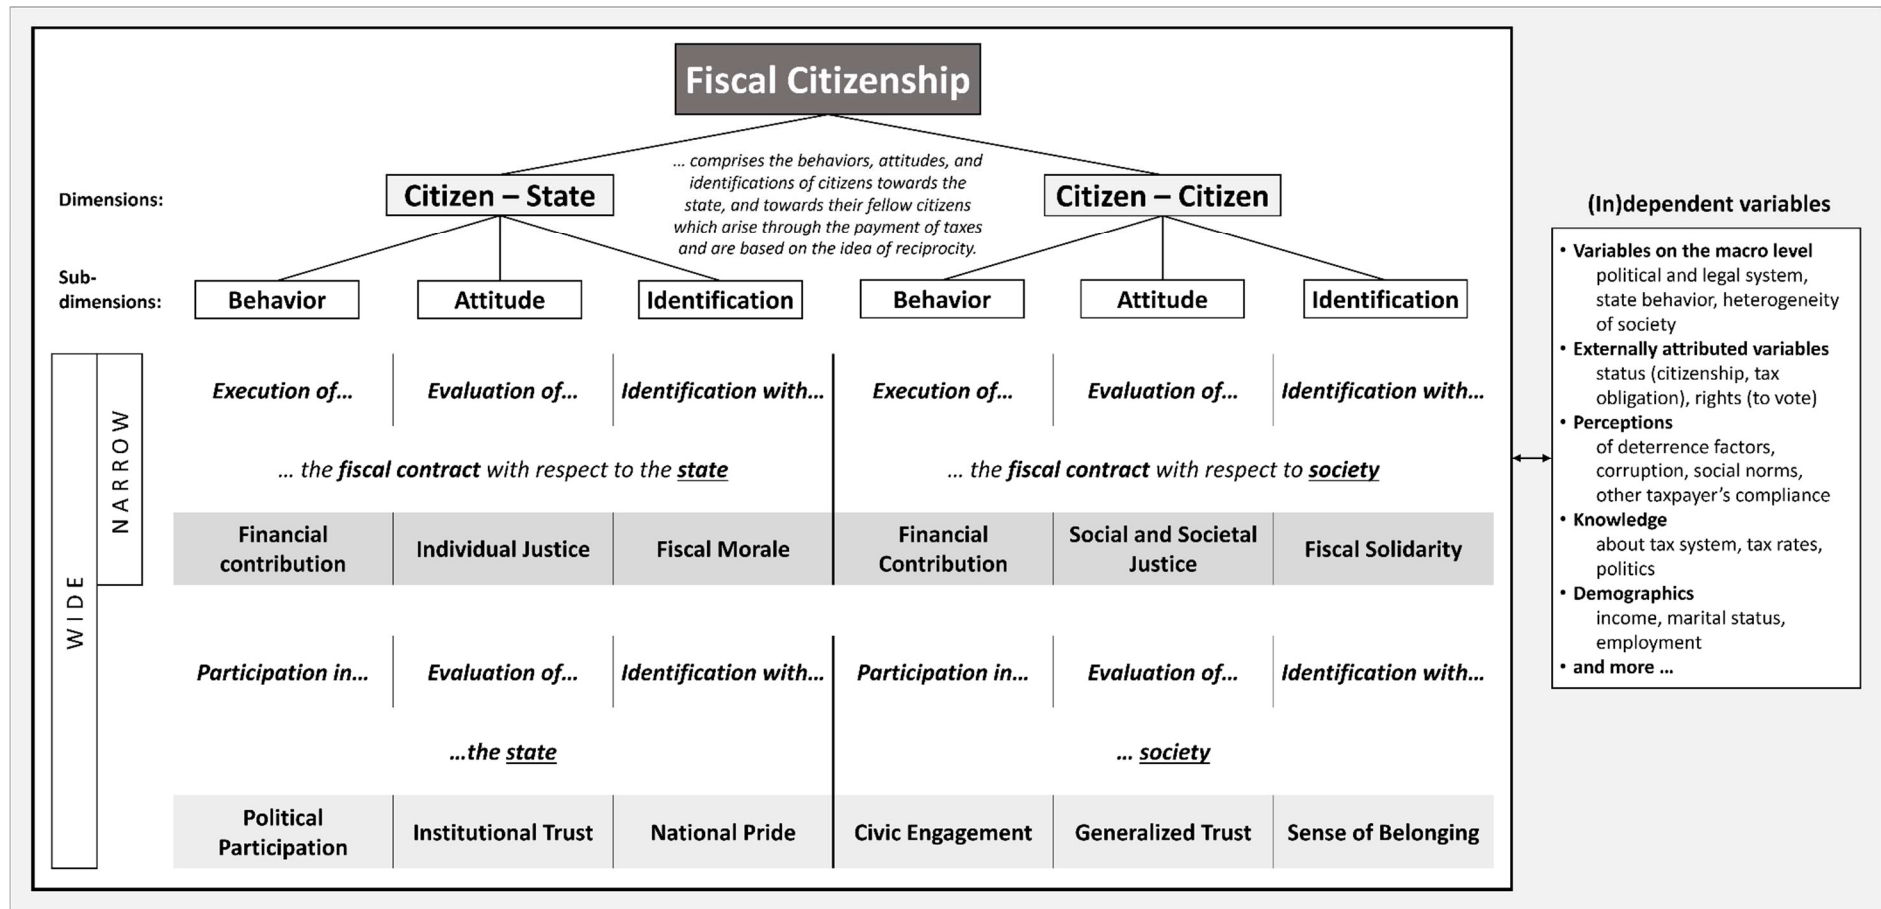 Fiscal Citizenship
... comprises the behaviors, attitudes, and
identifications of citizens towards the
state, and towards their fellow citizens
which arise through the payment of taxes
and are based on the idea of reciprocity.
Dimensions:
Citizen – State
Citizen – Citizen
Sub-
dimensions:
Behavior
Attitude
Identification
Behavior
Attitude
Identification
NARROW
WIDE
Execution of...
Evaluation of...
Identification with...
Execution of...
Evaluation of...
Identification with...
... the fiscal contract with respect to the state
... the fiscal contract with respect to society
Financial
contribution
Individual Justice
Fiscal Morale
Financial
Contribution
Social and Societal
Justice
Fiscal Solidarity
Participation in...
Evaluation of...
Identification with...
Participation in...
Evaluation of...
Identification with...
...the state
... society
Political
Participation
Institutional Trust
National Pride
Civic Engagement
Generalized Trust
Sense of Belonging
(In)dependent variables
• Variables on the macro level
political and legal system,
state behavior, heterogeneity
of society
• Externally attributed variables
status (citizenship, tax
obligation), rights (to vote)
• Perceptions
of deterrence factors,
corruption, social norms,
other taxpayer's compliance
• Knowledge
about tax system, tax rates,
politics
• Demographics
income, marital status,
employment
• and more ...